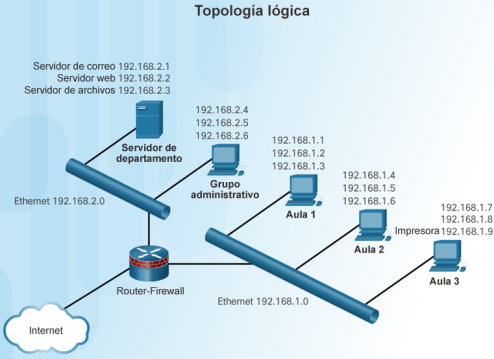 Topología lógica
Servidor de correo 192.168.2.1
Servidor web 192.168.2.2
Servidor de archivos 192.168.2.3
Servidor de
departamento
192.168.2.4
192.168.2.5
192.168.2.6
Grupo
administrativo
192.168.1.1
192.168.1.2
192.168.1.3
Aula 1
192.168.1.4
192.168.1.5
192.168.1.6
Aula 2
192.168.1.7
192.168.1.8
Impresora 192.168.1.9
Aula 3
Ethernet 192.168.2.0
Router-Firewall
Ethernet 192.168.1.0
Internet